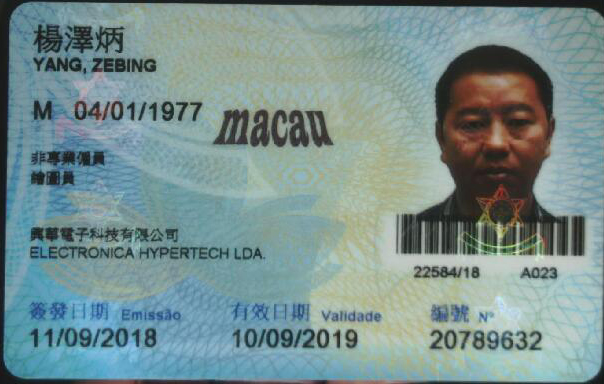 楊澤炳
YANG, ZEBING
M 04/01/1977
macau
非專業僱員
繪圖員
興華電子科技有限公司
ELECTRONICA HYPERTECH LDA.
22584/18 A023
簽發日期 Emissão 有效日期 Validade 編號 Nº
11/09/2018 10/09/2019 20789632